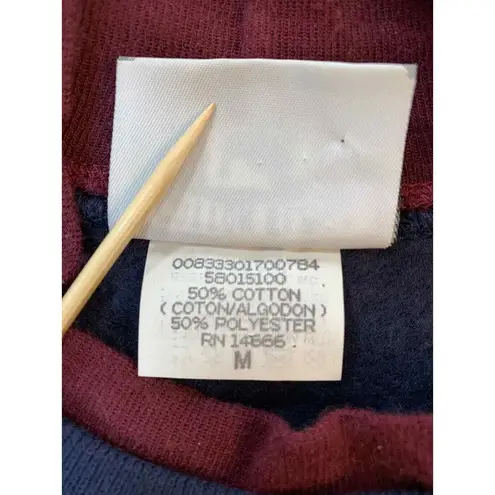 00833301700784
58015100
50% COTTON
(COTON/ALGODON)
50% POLYESTER
RN 14666
M